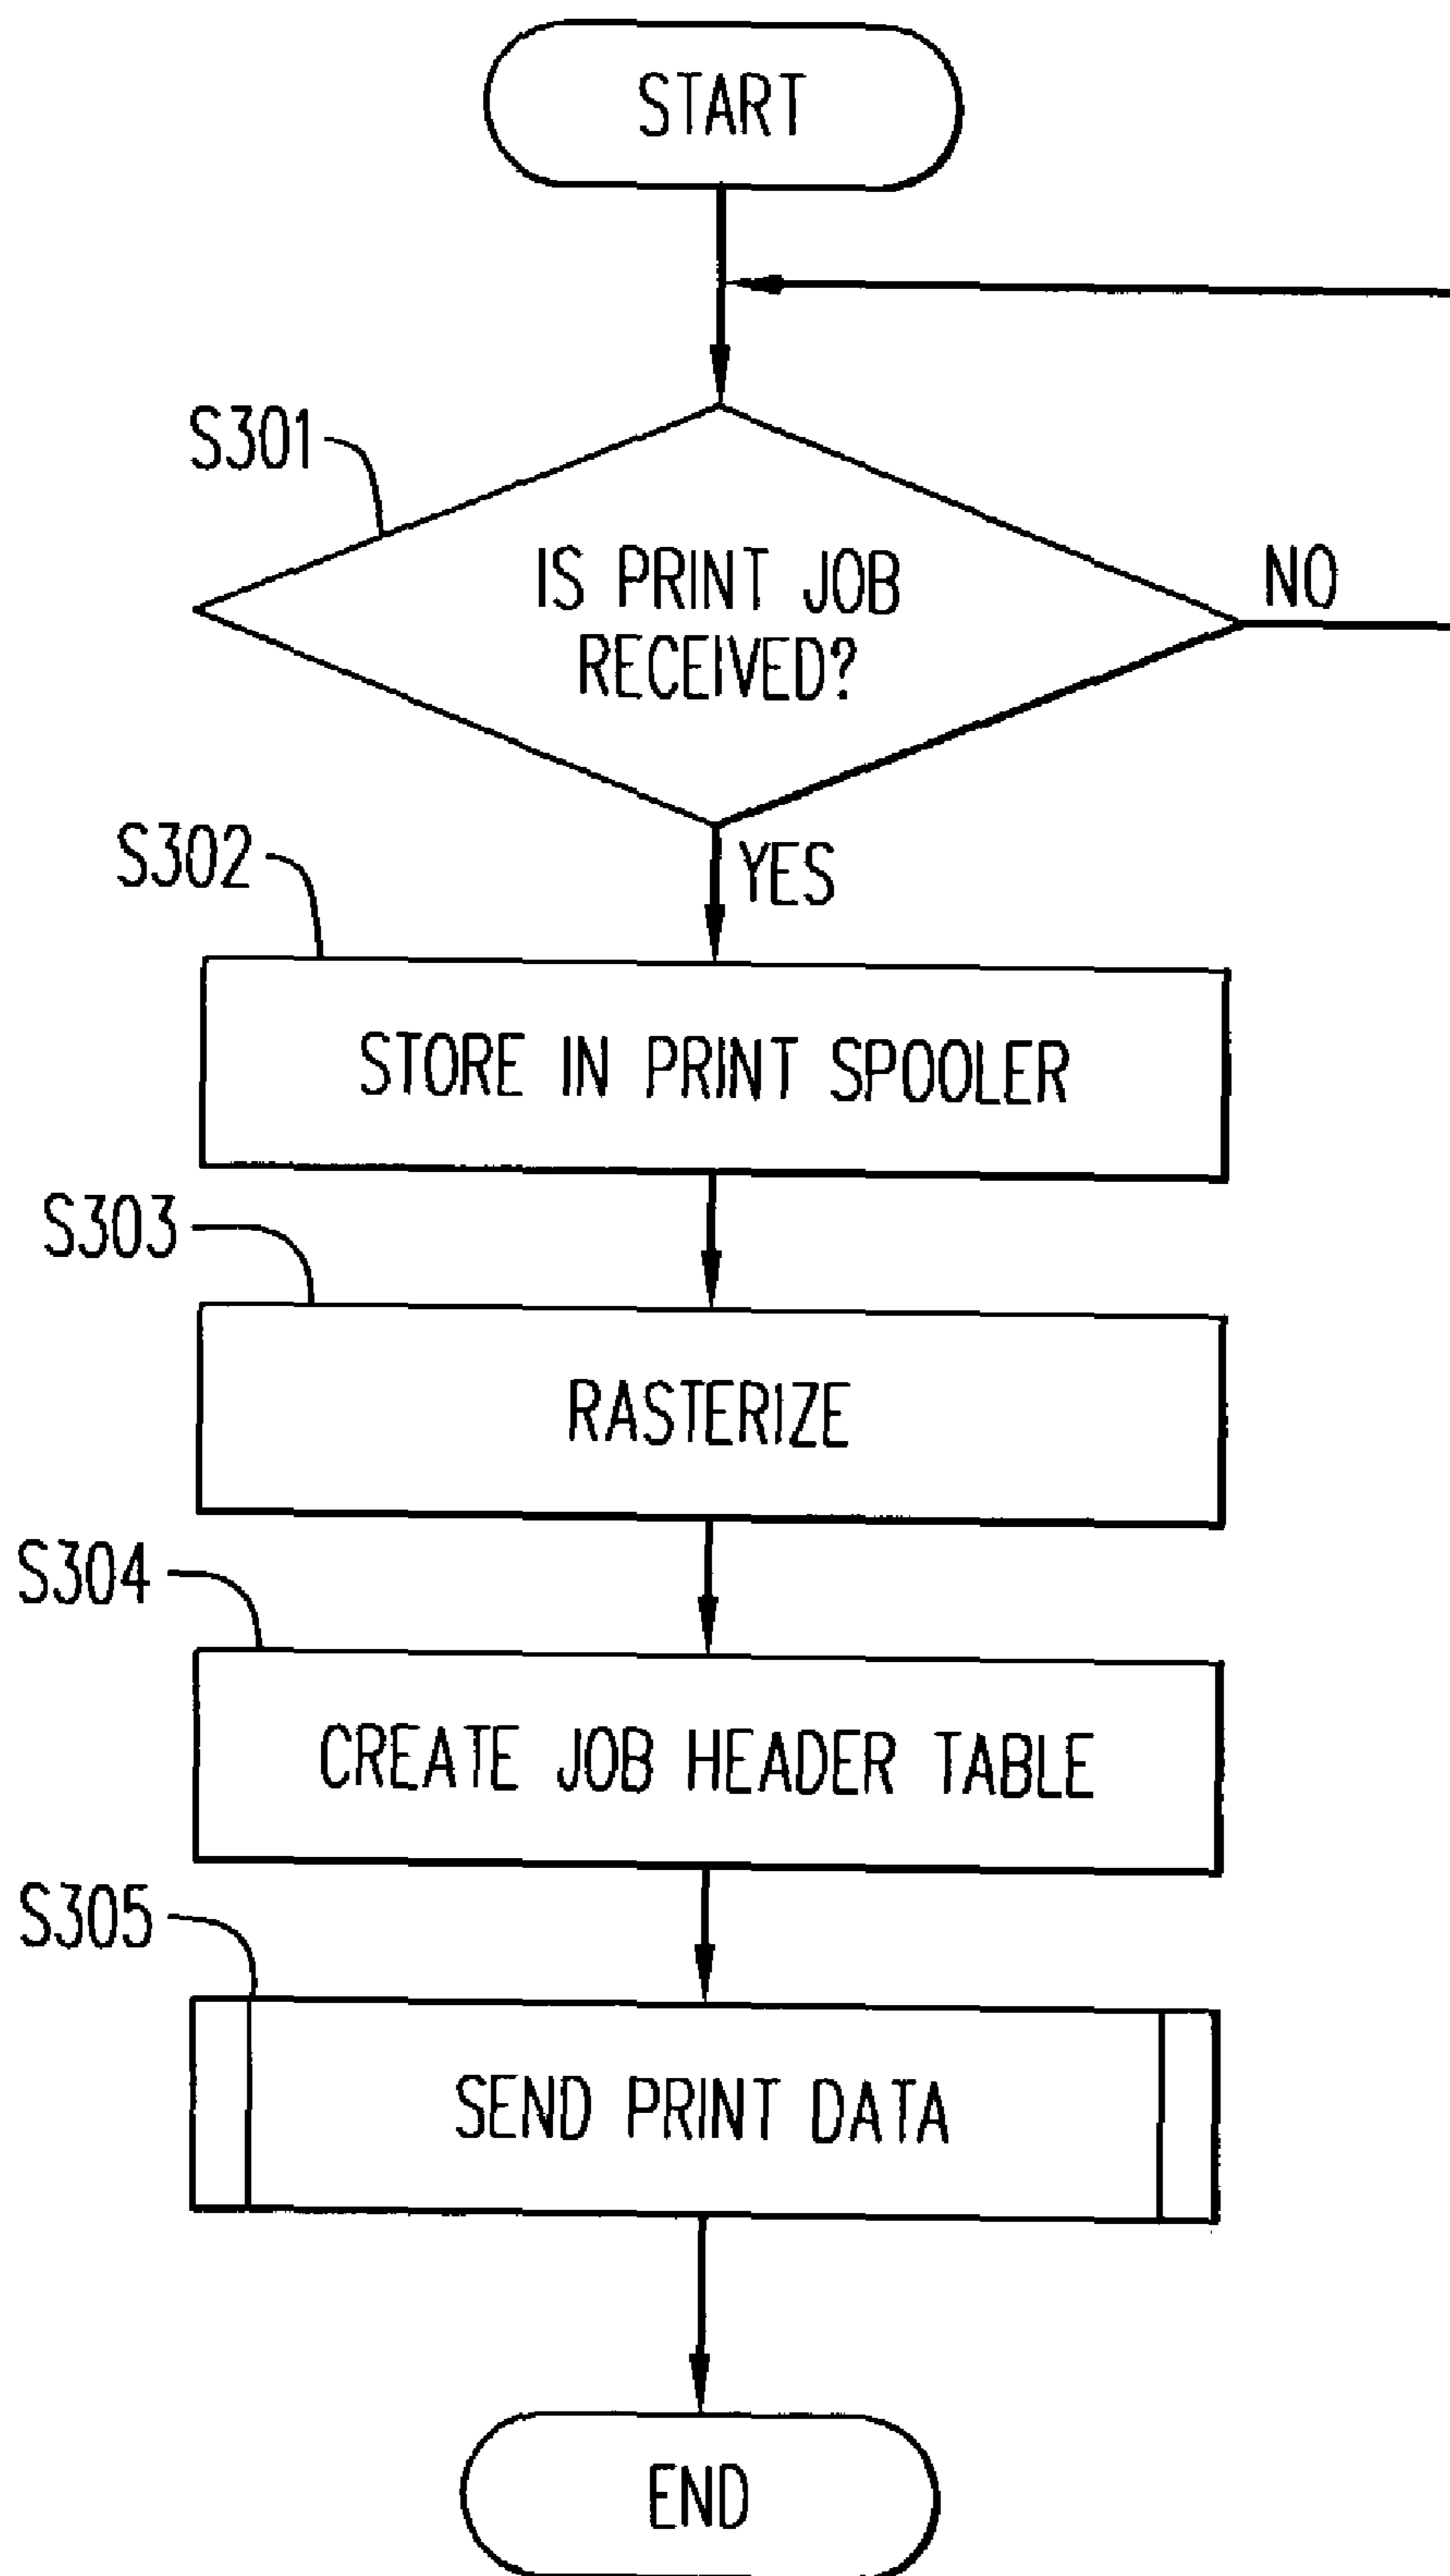 START
S301
IS PRINT JOB
RECEIVED?
NO
YES
S302
STORE IN PRINT SPOOLER
S303
RASTERIZE
S304
CREATE JOB HEADER TABLE
S305
SEND PRINT DATA
END